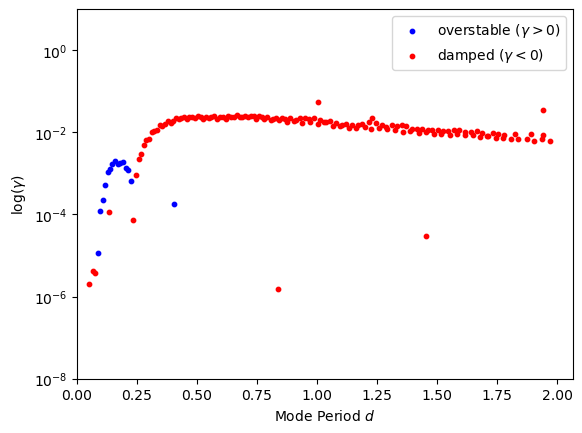 overstable (γ > 0)
damped (γ < 0)
10⁰
10⁻²
10⁻⁴
10⁻⁶
10⁻⁸
log(γ)
0.00 0.25 0.50 0.75 1.00 1.25 1.50 1.75 2.00
Mode Period d